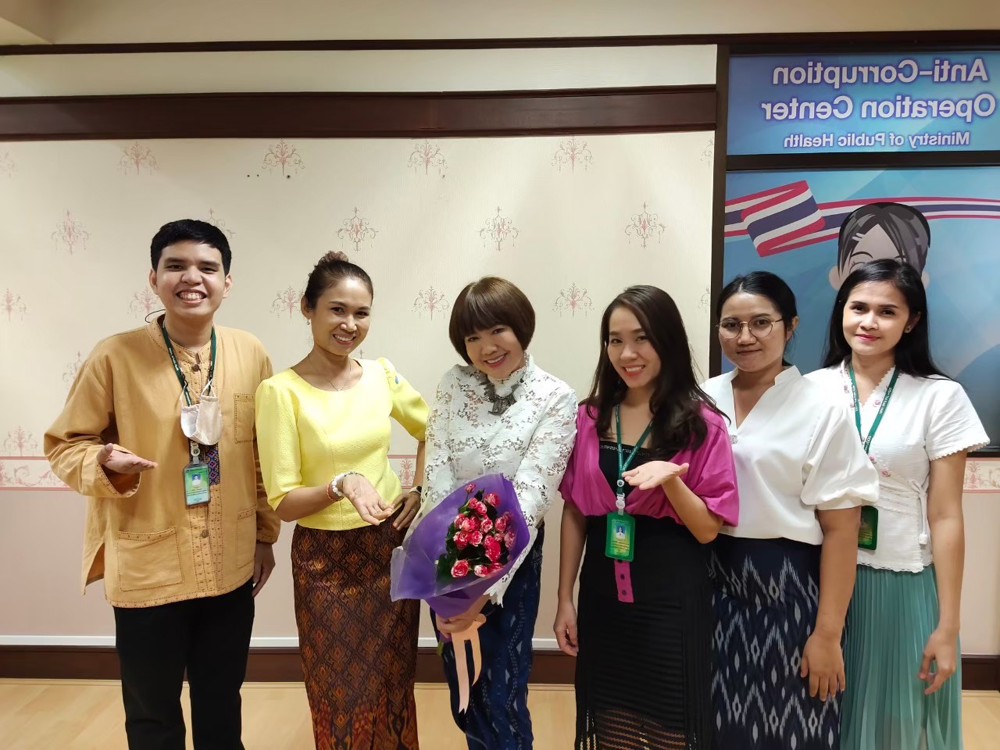 Anti-Corruption
Operation Center
Ministry of Public Health